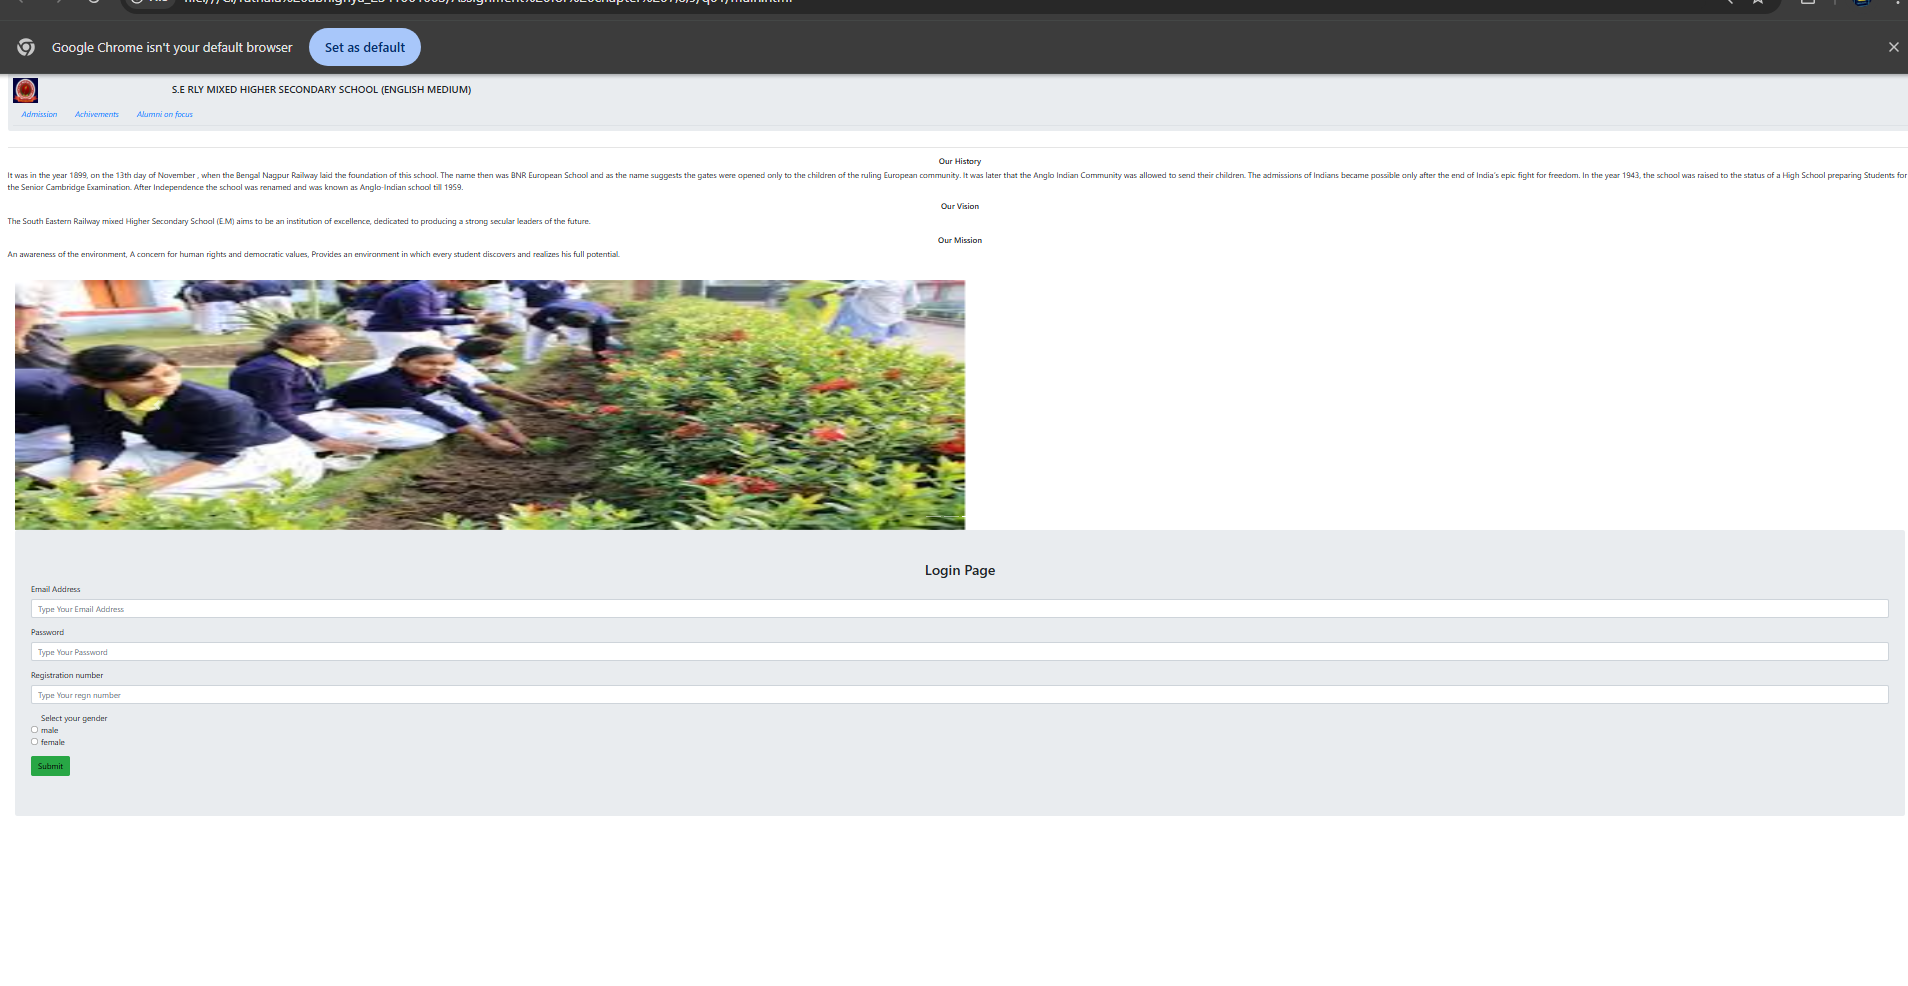 Google Chrome isn't your default browser
Set as default
S.E RLY MIXED HIGHER SECONDARY SCHOOL (ENGLISH MEDIUM)
Admission Achivements Alumni on focus
Our History
It was in the year 1899, on the 13th day of November , when the Bengal Nagpur Railway laid the foundation of this school. The name then was BNR European School and as the name suggests the gates were opened only to the children of the ruling European community. It was later that the Anglo Indian Community was allowed to send their children. The admissions of Indians became possible only after the end of India's epic fight for freedom. In the year 1943, the school was raised to the status of a High School preparing Students for
the Senior Cambridge Examination. After Independence the school was renamed and was known as Anglo-Indian school till 1959.
Our Vision
The South Eastern Railway mixed Higher Secondary School (E.M) aims to be an institution of excellence, dedicated to producing a strong secular leaders of the future.
Our Mission
An awareness of the environment, A concern for human rights and democratic values, Provides an environment in which every student discovers and realizes his full potential.
Login Page
Email Address
Type Your Email Address
Password
Type Your Password
Registration number
Type Your regn number
Select your gender
male
female
Submit